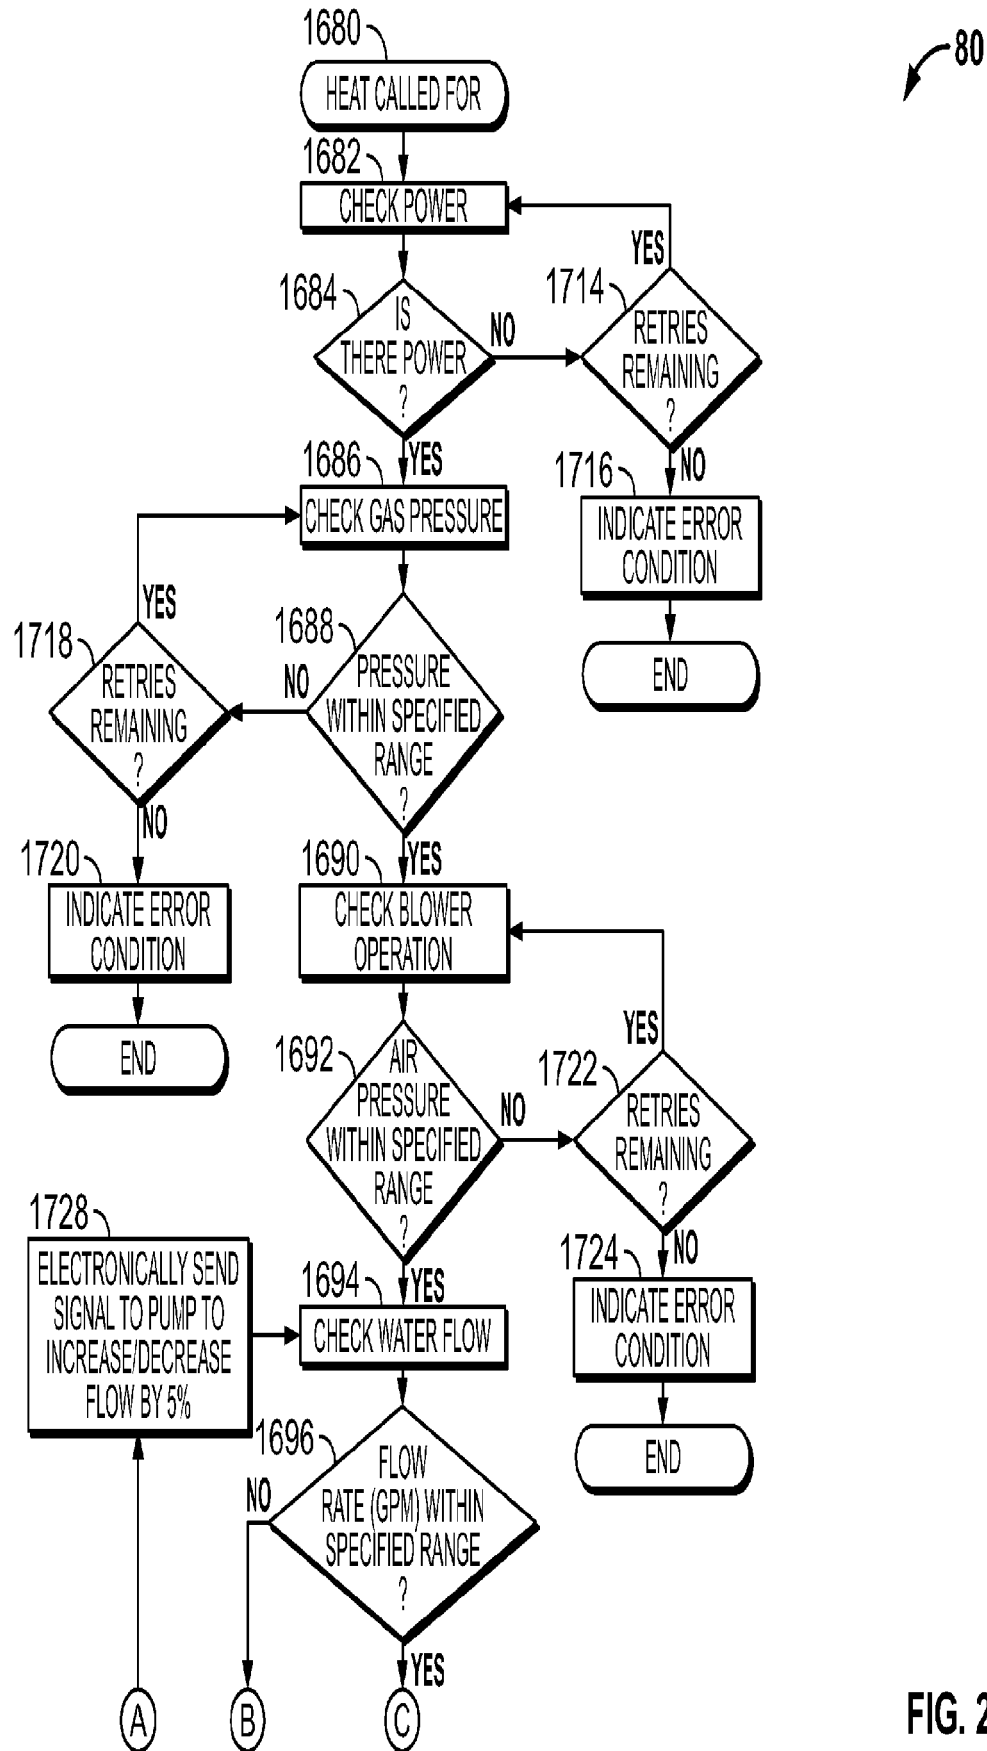 1680
80
HEAT CALLED FOR
1682
CHECK POWER
YES
1684
1714
IS
THERE POWER
?
NO
RETRIES
REMAINING
?
YES
NO
1686
1716
CHECK GAS PRESSURE
INDICATE ERROR
CONDITION
YES
1718
1688
END
RETRIES
REMAINING
?
NO
PRESSURE
WITHIN SPECIFIED
RANGE
?
NO
YES
1720
1690
INDICATE ERROR
CONDITION
CHECK BLOWER
OPERATION
END
YES
1692
1722
AIR
PRESSURE
WITHIN SPECIFIED
RANGE
?
NO
RETRIES
REMAINING
?
1728
NO
1724
ELECTRONICALLY SEND
SIGNAL TO PUMP TO
INCREASE/DECREASE
FLOW BY 5%
YES
1694
CHECK WATER FLOW
INDICATE ERROR
CONDITION
1696
END
NO
FLOW
RATE (GPM) WITHIN
SPECIFIED RANGE
?
YES
A
B
C
FIG. 2